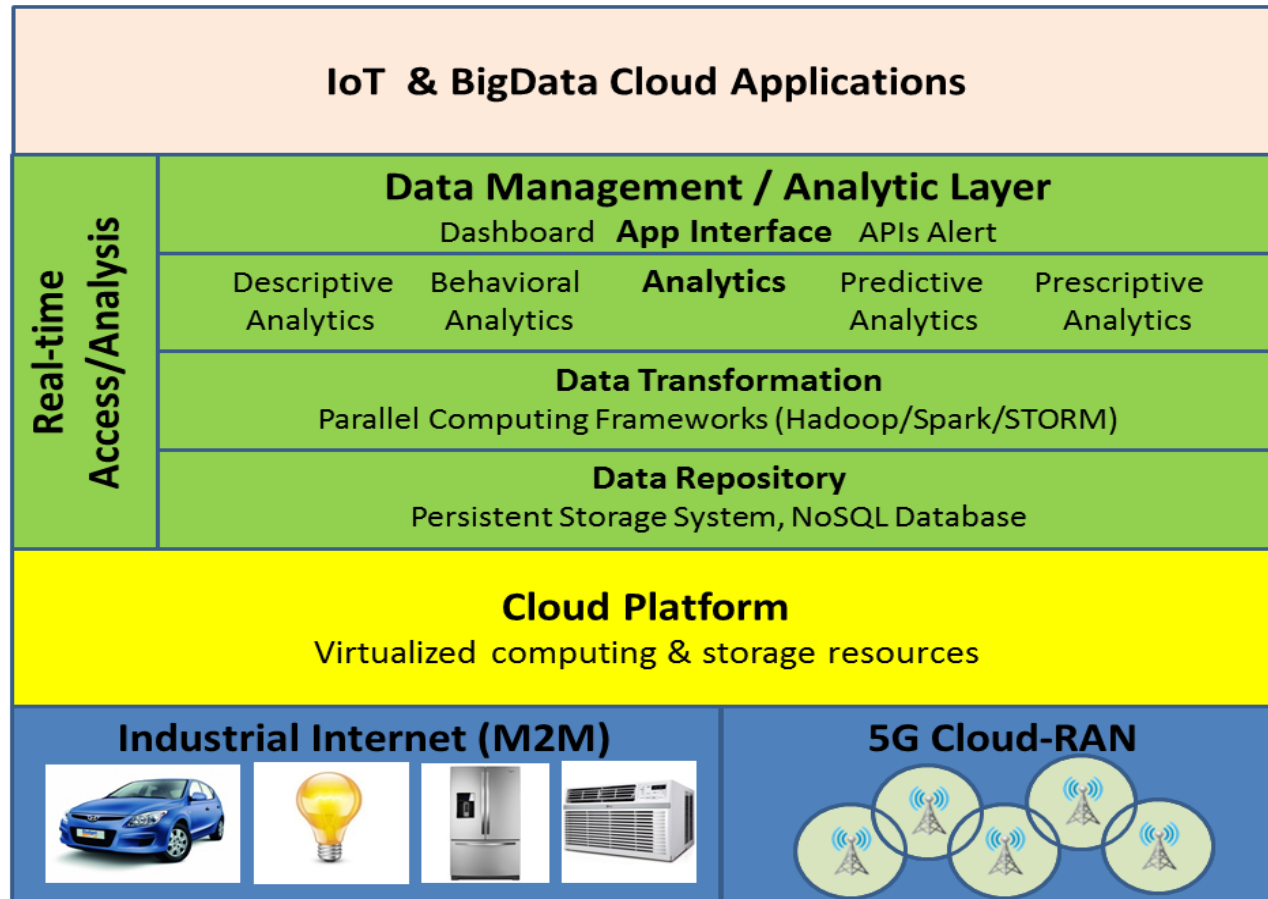 IoT & BigData Cloud Applications
Real-time
Access/Analysis
Data Management / Analytic Layer
Dashboard App Interface APIs Alert
Descriptive Behavioral Analytics Predictive Prescriptive
Analytics Analytics Analytics Analytics
Data Transformation
Parallel Computing Frameworks (Hadoop/Spark/STORM)
Data Repository
Persistent Storage System, NoSQL Database
Cloud Platform
Virtualized computing & storage resources
Industrial Internet (M2M)
5G Cloud-RAN